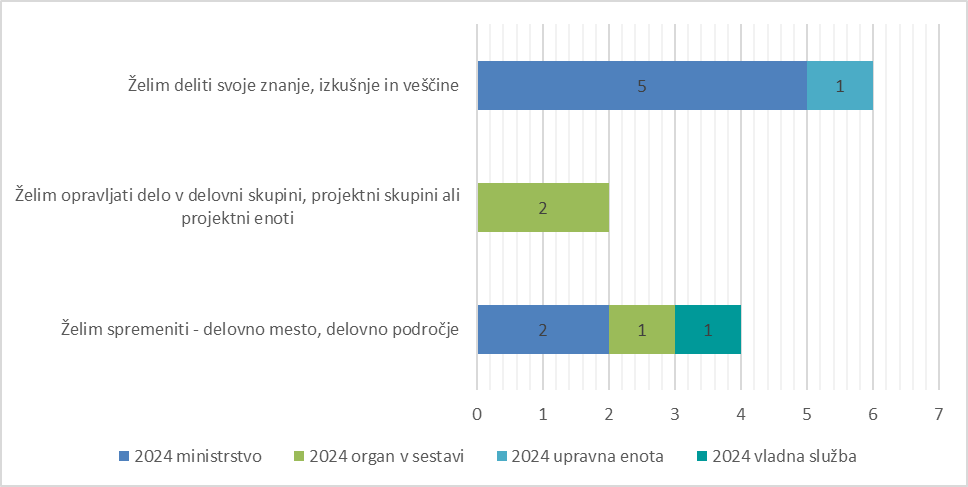 Želim deliti svoje znanje, izkušnje in veščine
5 1
Želim opravljati delo v delovni skupini, projektni skupini ali
projektni enoti
2
Želim spremeniti - delovno mesto, delovno področje
2 1 1
0 1 2 3 4 5 6 7
2024 ministrstvo 2024 organ v sestavi 2024 upravna enota 2024 vladna služba